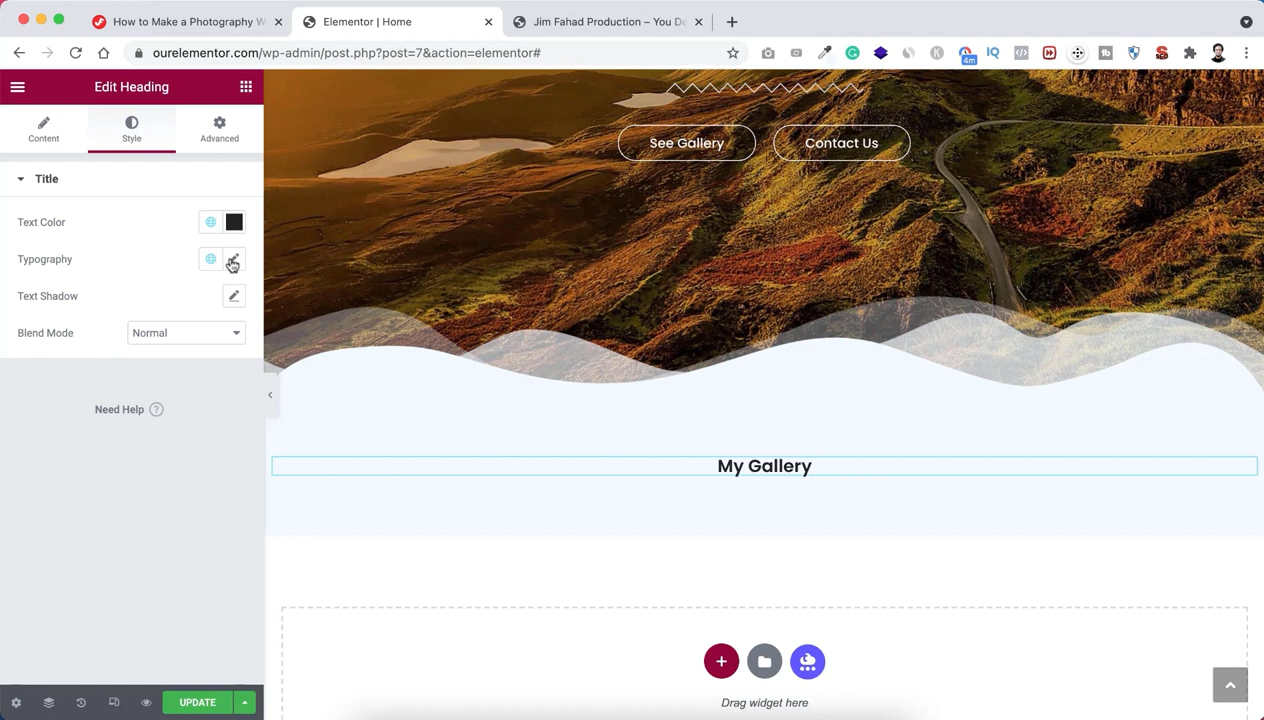 How to Make a Photography W
Elementor | Home
Jim Fahad Production – You De
ourelementor.com/wp-admin/post.php?post=7&action=elementor#
4m
Edit Heading
Content
Style
Advanced
Title
Text Color
Typography
Text Shadow
Blend Mode
Normal
Need Help ?
UPDATE
See Gallery
Contact Us
My Gallery
Drag widget here